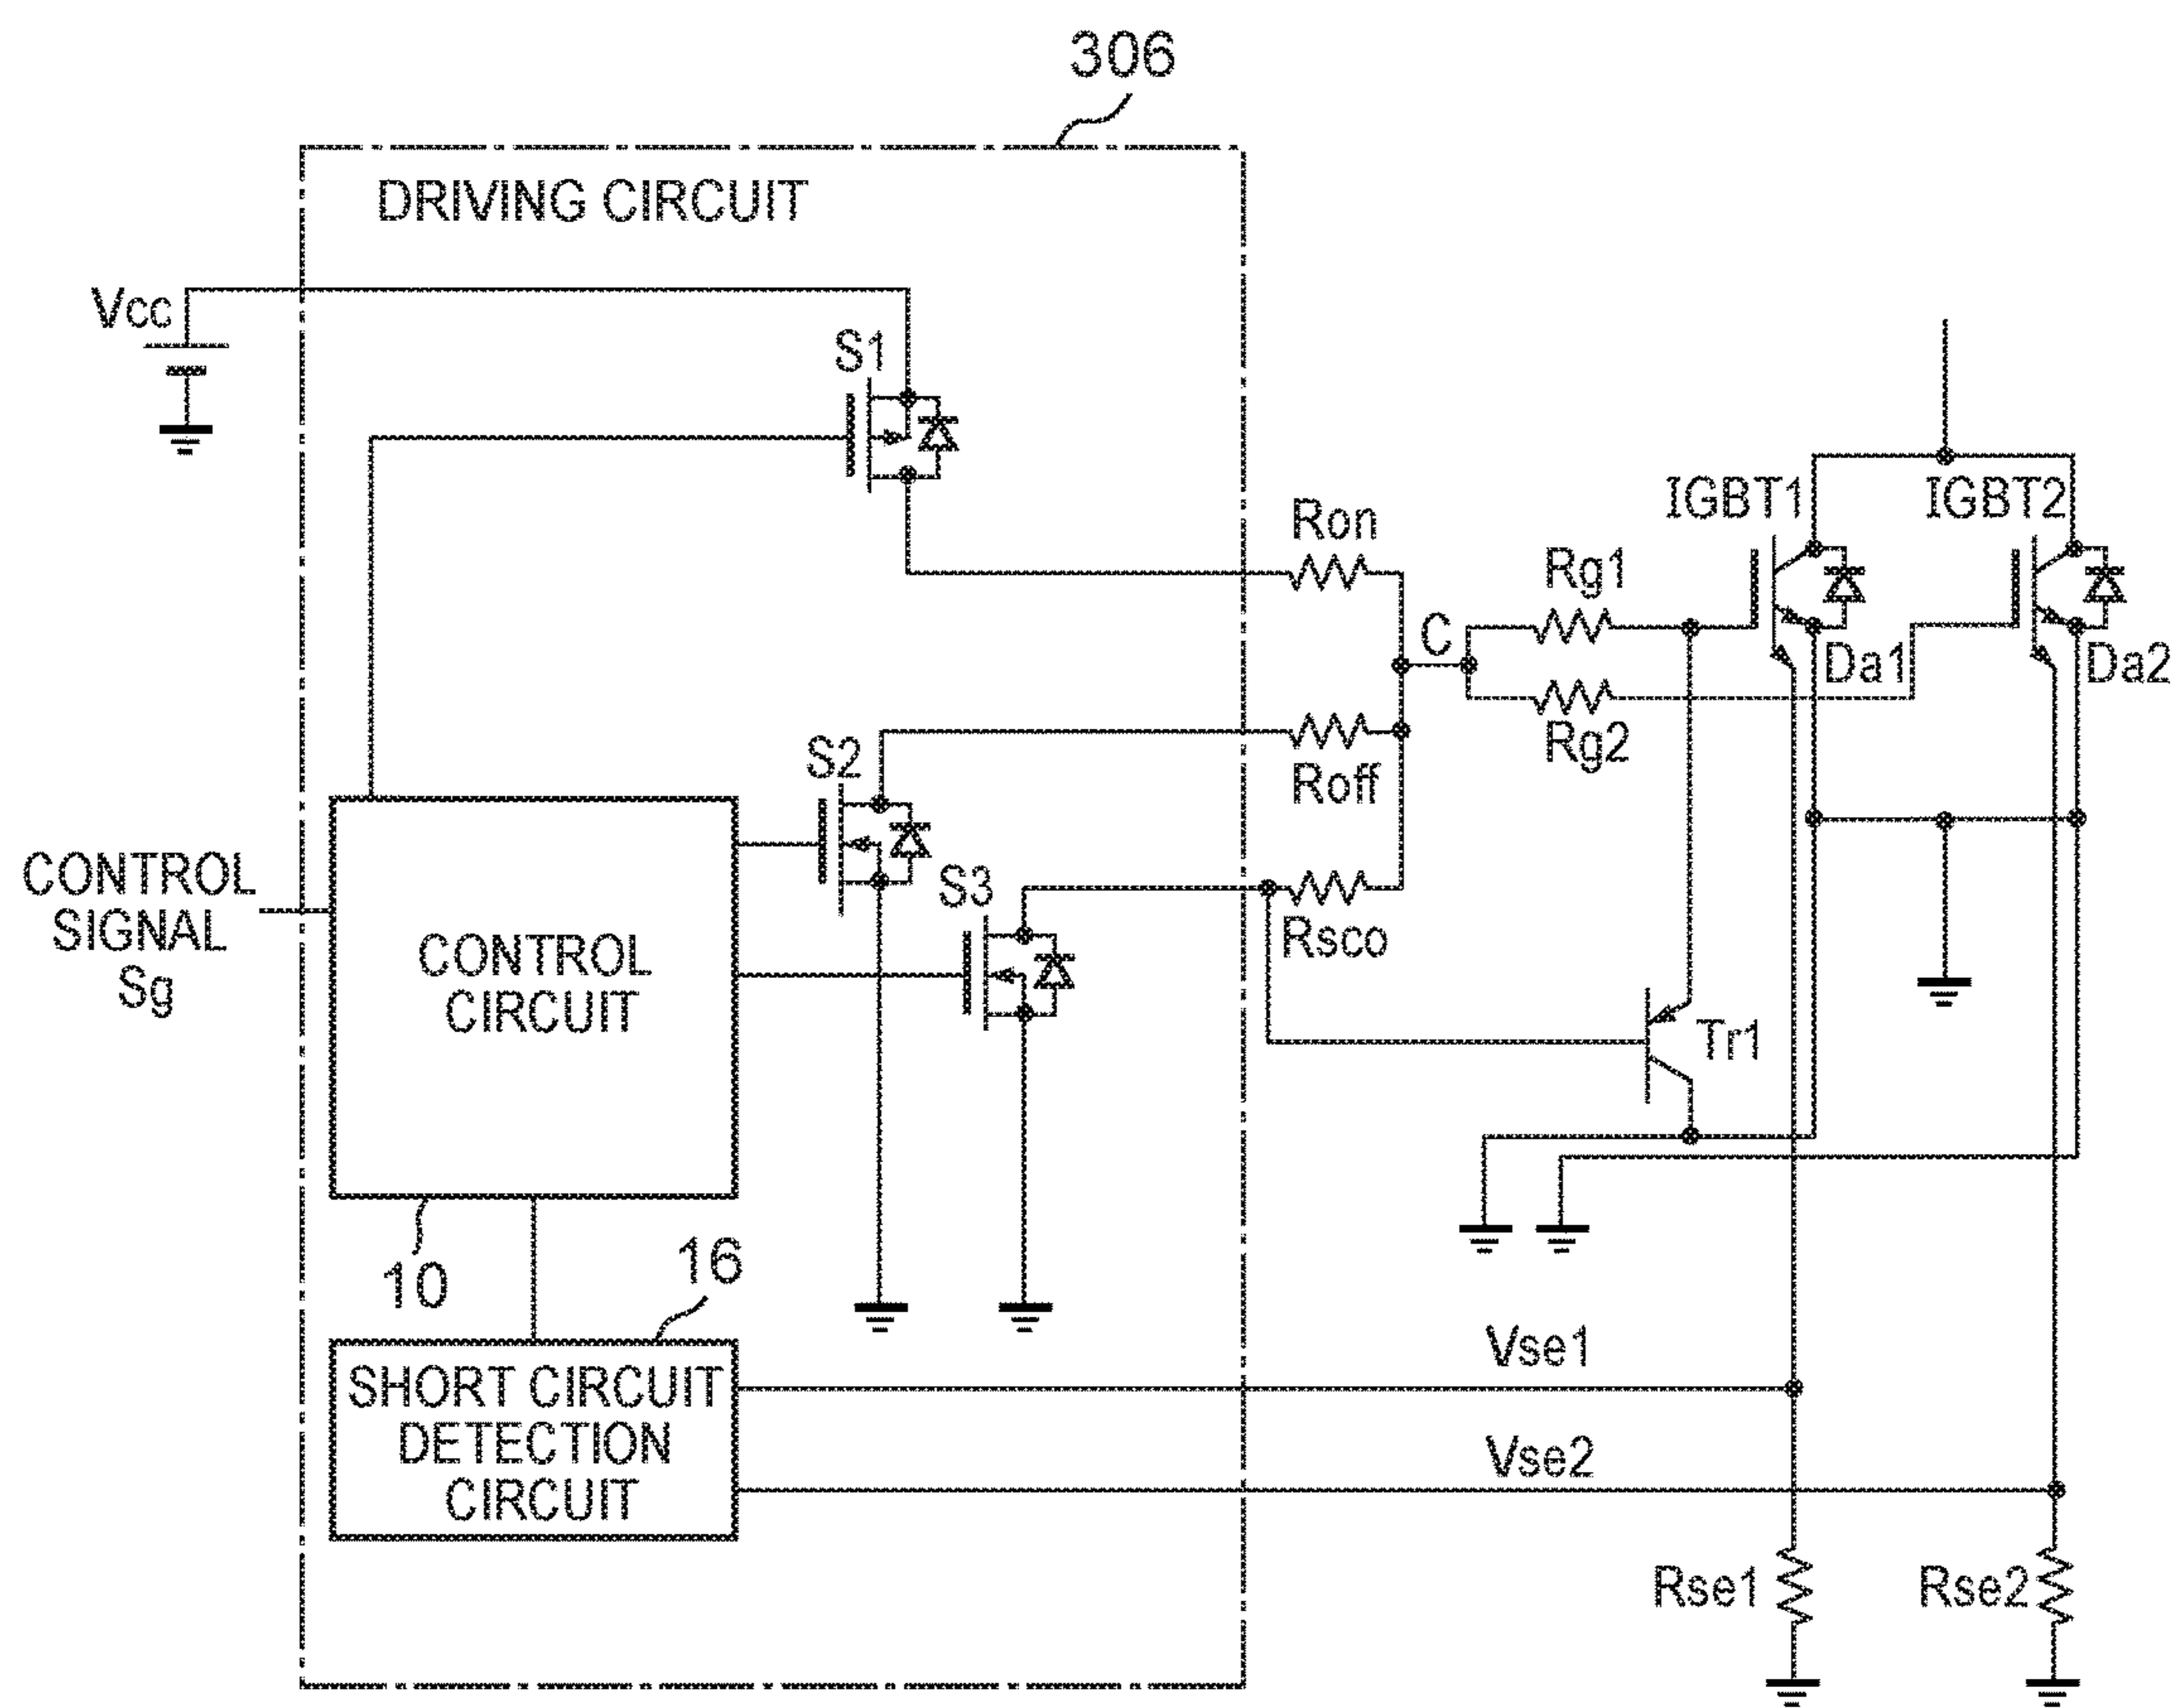 306
DRIVING CIRCUIT
Vcc
S1
Ron
IGBT1
IGBT2
Rg1
C
Da1
Da2
Rg2
S2
Roff
CONTROL
SIGNAL
Sg
CONTROL
CIRCUIT
S3
Rsco
Tr1
10
16
SHORT CIRCUIT
DETECTION
CIRCUIT
Vse1
Vse2
Rse1
Rse2